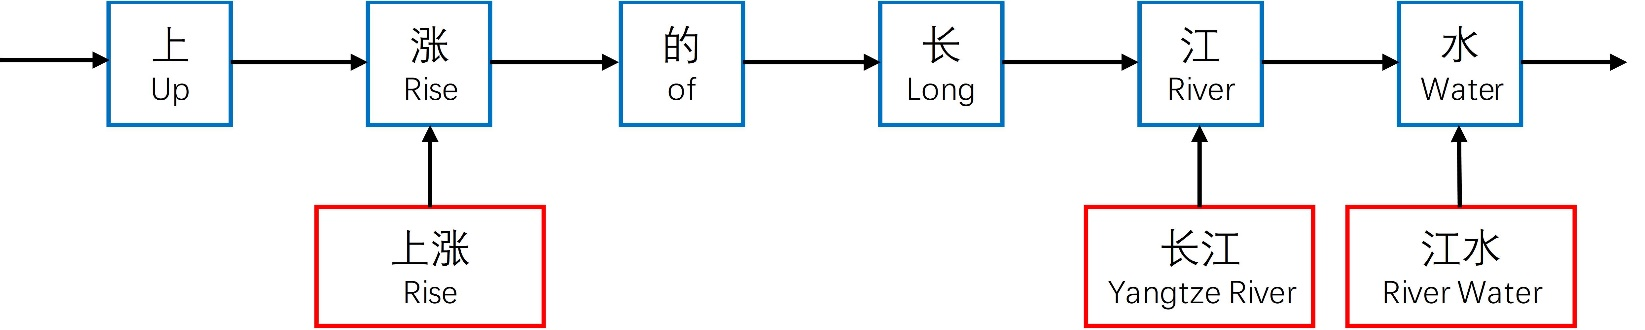 上
Up
涨
Rise
的
of
长
Long
江
River
水
Water
上涨
Rise
长江
Yangtze River
江水
River Water